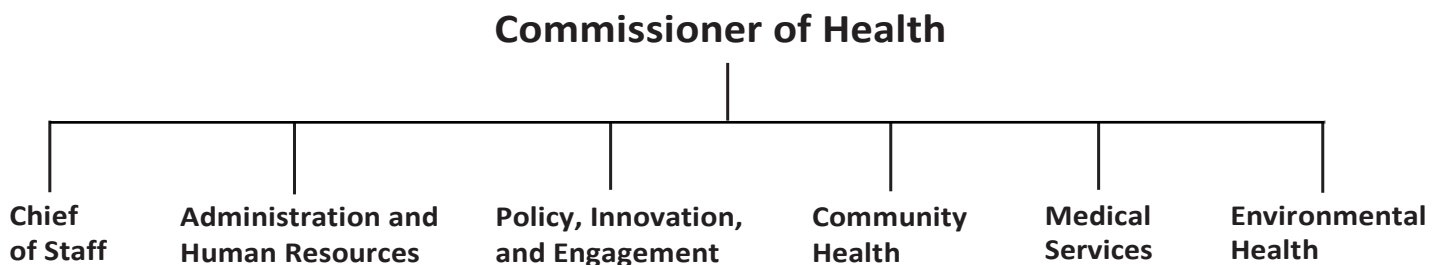 Commissioner of Health
Chief
of Staff
Administration and
Human Resources
Policy, Innovation,
and Engagement
Community
Health
Medical
Services
Environmental
Health